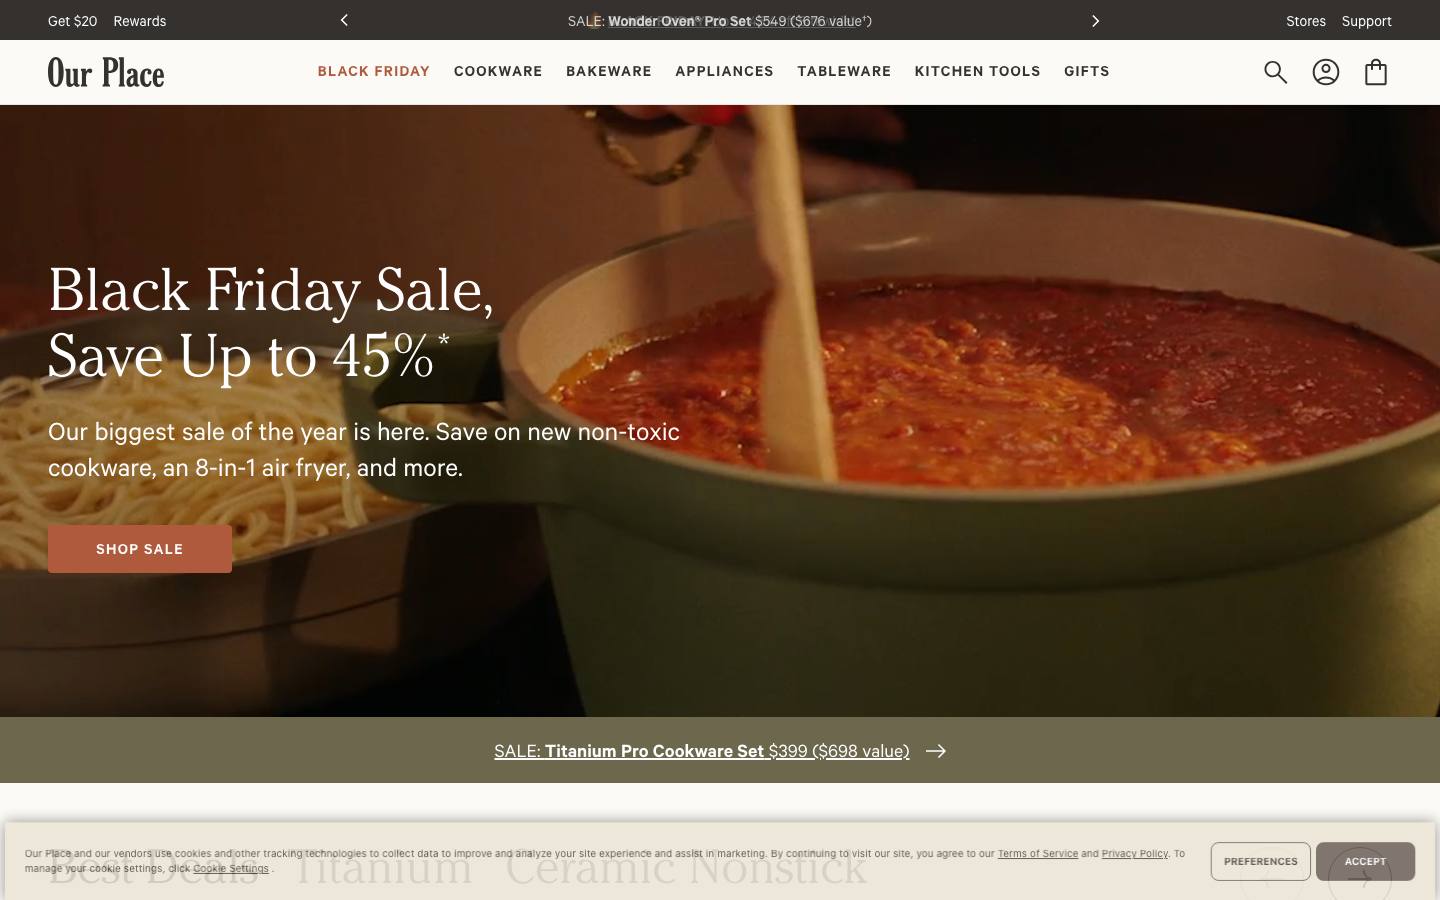 Get $20 Rewards
SALE: Wonder Oven® Pro Set $549 ($676 value†)
Stores Support
Our Place
BLACK FRIDAY COOKWARE BAKEWARE APPLIANCES TABLEWARE KITCHEN TOOLS GIFTS
Black Friday Sale,
Save Up to 45%*
Our biggest sale of the year is here. Save on new non-toxic
cookware, an 8-in-1 air fryer, and more.
SHOP SALE
SALE: Titanium Pro Cookware Set $399 ($698 value)
Our Place and our vendors use cookies and other tracking technologies to collect data to improve and analyze your site experience and assist in marketing. By continuing to visit our site, you agree to our Terms of Service and Privacy Policy. To
manage your cookie settings, click Cookie Settings .
PREFERENCES ACCEPT
Best Deals Titanium Ceramic Nonstick